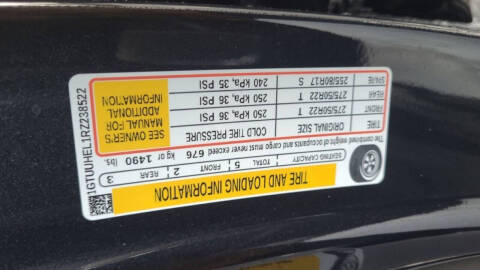 TIRE AND LOADING INFORMATION
SEATING CAPACITY TOTAL 5 FRONT 2 REAR 3
The combined weight of occupants and cargo must never exceed 676 kg or 1490 lbs.
TIRE ORIGINAL SIZE COLD TIRE PRESSURE
FRONT 275/50R22 T 250 kPa, 36 PSI
REAR 275/50R22 T 250 kPa, 36 PSI
SPARE 255/80R17 S 240 kPa, 35 PSI
SEE OWNER'S
MANUAL FOR
ADDITIONAL
INFORMATION
1GTUUHEL1RZ238522